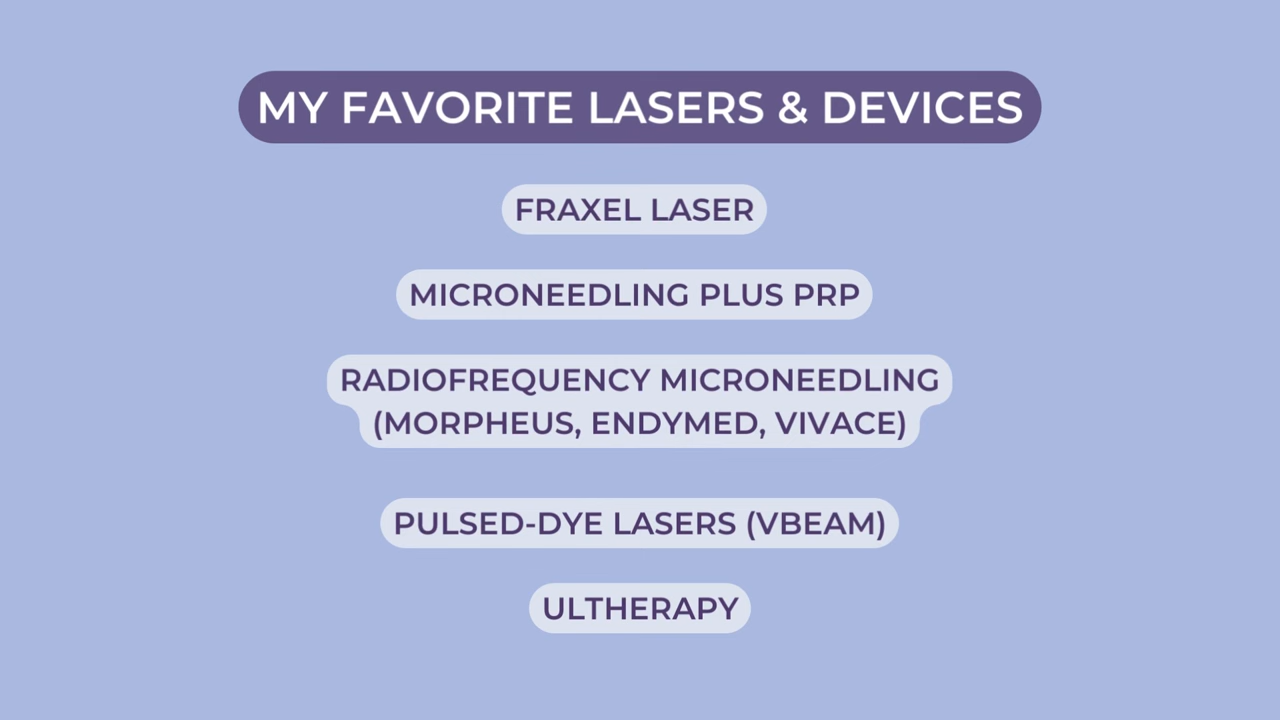 MY FAVORITE LASERS & DEVICES
FRAXEL LASER
MICRONEEDLING PLUS PRP
RADIOFREQUENCY MICRONEEDLING
(MORPHEUS, ENDYMED, VIVACE)
PULSED-DYE LASERS (VBEAM)
ULTHERAPY